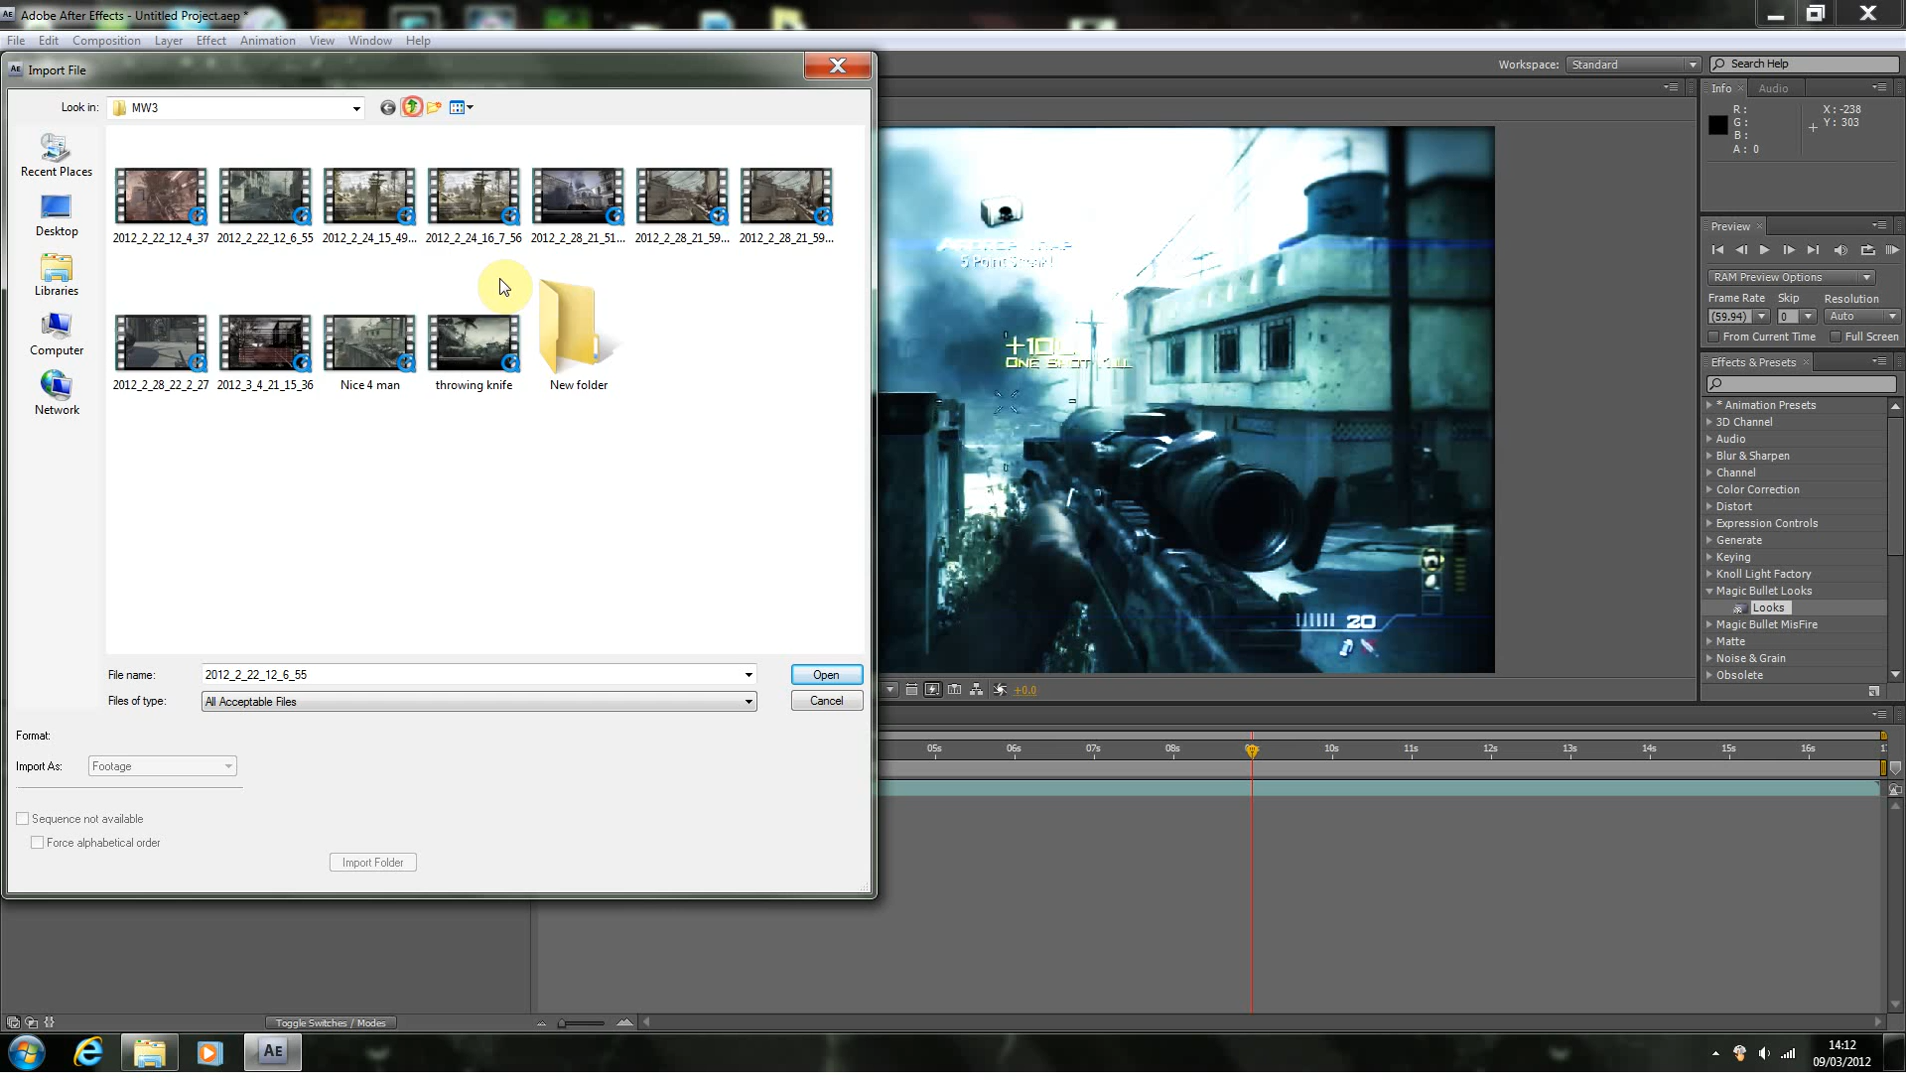 Adobe After Effects - Untitled Project.aep *
File Edit Composition Layer Effect Animation View Window Help
Import File
Workspace: Standard
Search Help
Look in: MW3
Recent Places
Desktop
Libraries
Computer
Network
2012_2_22_12_4_37 2012_2_22_12_6_55 2012_2_24_15_49... 2012_2_24_16_7_56 2012_2_28_21_51... 2012_2_28_21_59... 2012_2_28_21_59...
2012_2_28_22_2_27 2012_3_4_21_15_36 Nice 4 man throwing knife New folder
File name: 2012_2_22_12_6_55 Open
Files of type: All Acceptable Files Cancel
Format:
Import As: Footage
Sequence not available
Force alphabetical order
Import Folder
5 Point Streak!
+100
ONE SHOT KILL
20
+0.0
Info Audio
R: X: -238
G: Y: 303
B:
A: 0
Preview
RAM Preview Options
Frame Rate Skip Resolution
(59.94) 0 Auto
From Current Time Full Screen
Effects & Presets
* Animation Presets
3D Channel
Audio
Blur & Sharpen
Channel
Color Correction
Distort
Expression Controls
Generate
Keying
Knoll Light Factory
Magic Bullet Looks
Looks
Magic Bullet MisFire
Matte
Noise & Grain
Obsolete
05s 06s 07s 08s 10s 11s 12s 13s 14s 15s 16s
Toggle Switches / Modes
Ae
14:12
09/03/2012